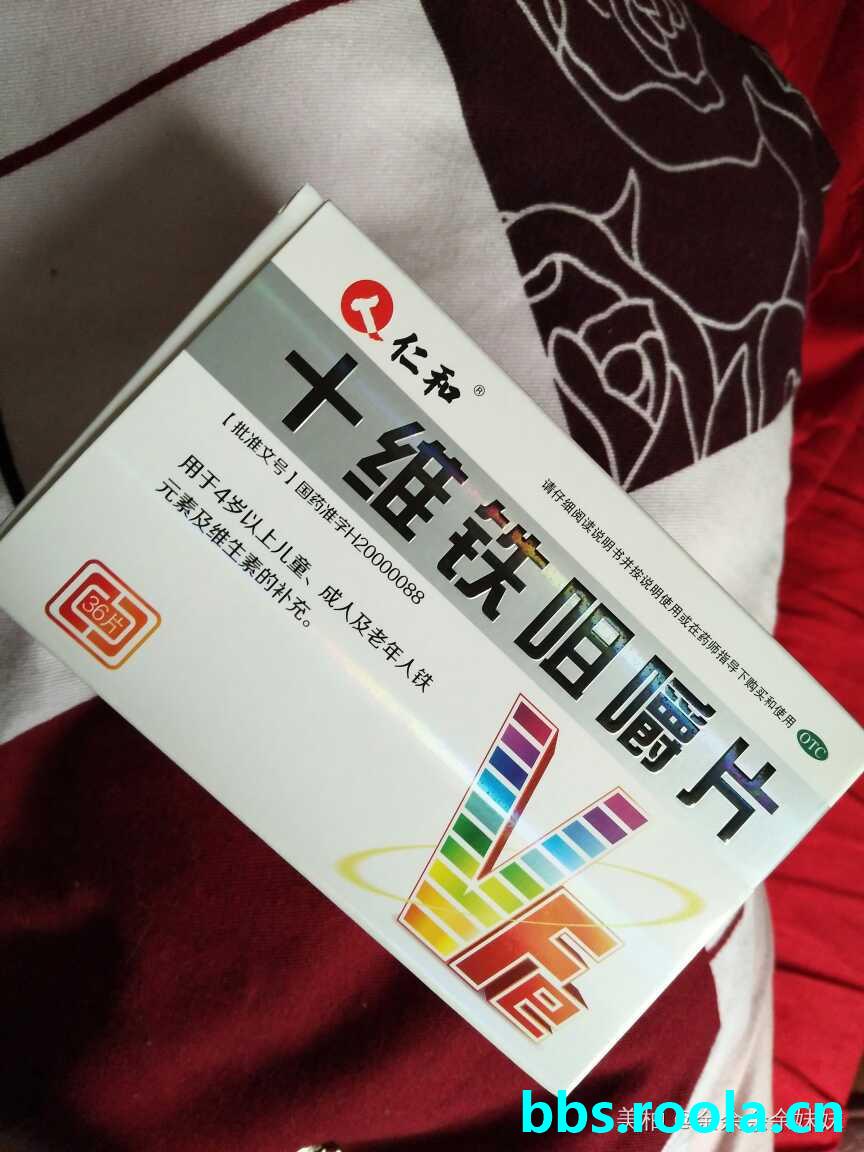 仁和®
十维铁咀嚼片
请仔细阅读说明书并按说明使用或在药师指导下购买和使用
OTC
【批准文号】国药准字H20000088
用于4岁以上儿童、成人及老年人铁
元素及维生素的补充。
36片
VFe
bbs.roola.cn
美柏